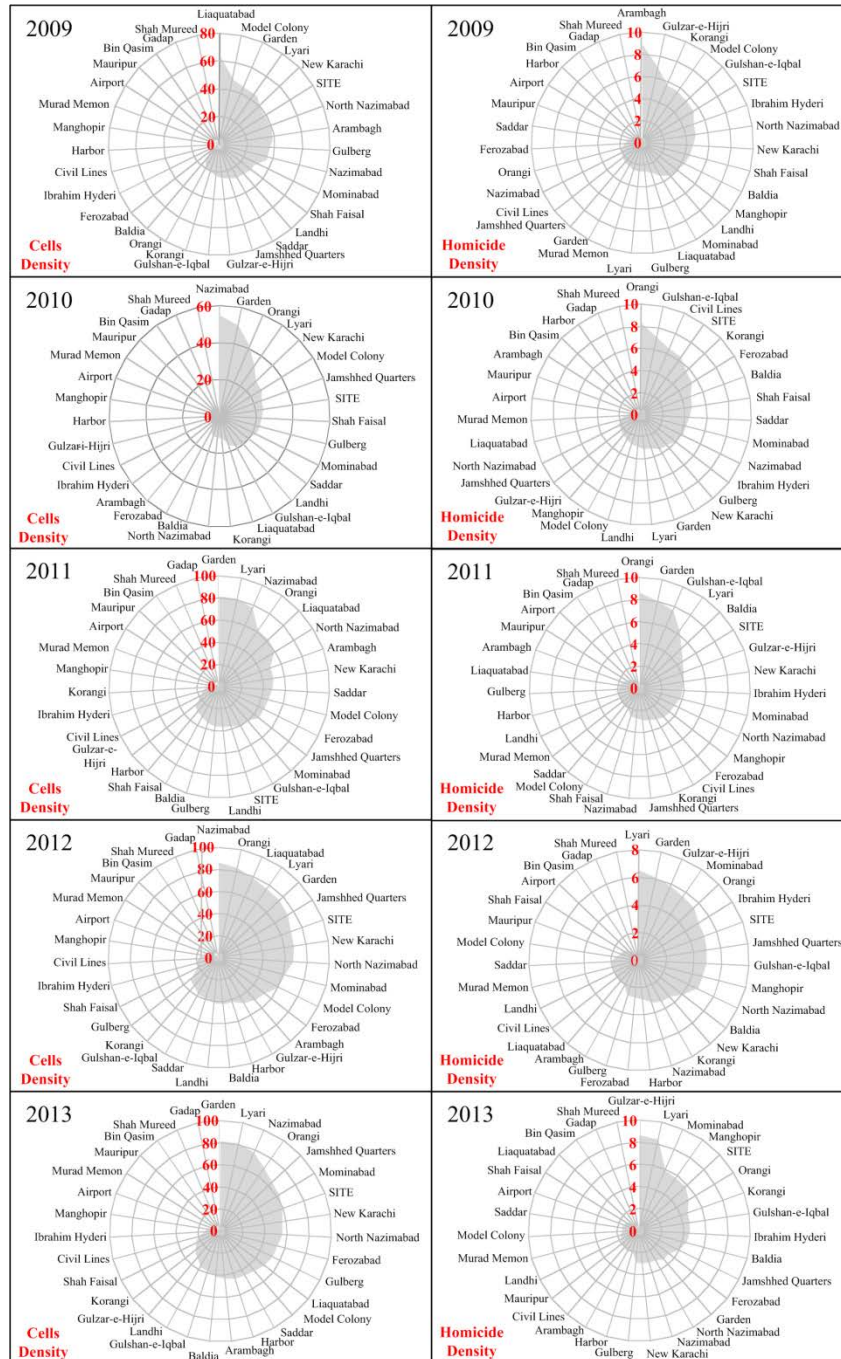 2009
Liaquatabad
Model Colony
Garden
Lyari
New Karachi
SITE
North Nazimabad
Arambagh
Gulberg
Nazimabad
Mominabad
Shah Faisal
Landhi
Saddar
Jamshhed Quarters
Gulzar-e-Hijri
Gulshan-e-Iqbal
Korangi
Orangi
Baldia
Ferozabad
Ibrahim Hyderi
Civil Lines
Harbor
Manghopir
Murad Memon
Airport
Mauripur
Bin Qasim
Gadap
Shah Mureed
80
60
40
20
0
Cells
Density
2009
Arambagh
Gulzar-e-Hijri
Korangi
Model Colony
Gulshan-e-Iqbal
SITE
Ibrahim Hyderi
North Nazimabad
New Karachi
Shah Faisal
Baldia
Manghopir
Landhi
Mominabad
Liaquatabad
Gulberg
Lyari
Murad Memon
Garden
Jamshhed Quarters
Civil Lines
Nazimabad
Orangi
Ferozabad
Saddar
Mauripur
Airport
Harbor
Bin Qasim
Gadap
Shah Mureed
10
8
6
4
2
0
Homicide
Density
2010
Nazimabad
Garden
Orangi
Lyari
New Karachi
Model Colony
Jamshhed Quarters
SITE
Shah Faisal
Gulberg
Mominabad
Saddar
Landhi
Gulshan-e-Iqbal
Liaquatabad
Korangi
North Nazimabad
Baldia
Ferozabad
Arambagh
Ibrahim Hyderi
Civil Lines
Harbor
Manghopir
Airport
Murad Memon
Mauripur
Bin Qasim
Gadap
Shah Mureed
60
40
20
0
Cells
Density
2010
Orangi
Gulshan-e-Iqbal
Civil Lines
SITE
Korangi
Ferozabad
Baldia
Shah Faisal
Saddar
Mominabad
Nazimabad
Ibrahim Hyderi
Gulberg
New Karachi
Garden
Lyari
Landhi
Model Colony
Manghopir
Gulzar-e-Hijri
Jamshhed Quarters
North Nazimabad
Liaquatabad
Murad Memon
Airport
Mauripur
Arambagh
Bin Qasim
Harbor
Gadap
Shah Mureed
10
8
6
4
2
0
Homicide
Density
2011
Garden
Lyari
Nazimabad
Orangi
Liaquatabad
North Nazimabad
Arambagh
New Karachi
Saddar
Model Colony
Ferozabad
Jamshhed Quarters
Mominabad
Gulshan-e-Iqbal
SITE
Landhi
Gulberg
Baldia
Shah Faisal
Harbor
Gulzar-e-
Hijri
Civil Lines
Ibrahim Hyderi
Korangi
Manghopir
Murad Memon
Airport
Mauripur
Bin Qasim
Shah Mureed
Gadap
100
80
60
40
20
0
Cells
Density
2011
Orangi
Garden
Gulshan-e-Iqbal
Lyari
Baldia
SITE
Gulzar-e-Hijri
New Karachi
Ibrahim Hyderi
Mominabad
North Nazimabad
Manghopir
Ferozabad
Civil Lines
Korangi
Jamshhed Quarters
Nazimabad
Shah Faisal
Model Colony
Saddar
Murad Memon
Landhi
Harbor
Gulberg
Liaquatabad
Arambagh
Mauripur
Airport
Bin Qasim
Gadap
Shah Mureed
10
8
6
4
2
0
Homicide
Density
2012
Nazimabad
Orangi
Liaquatabad
Lyari
Garden
Jamshhed Quarters
SITE
New Karachi
North Nazimabad
Mominabad
Model Colony
Ferozabad
Arambagh
Gulzar-e-Hijri
Harbor
Baldia
Landhi
Saddar
Gulshan-e-Iqbal
Korangi
Gulberg
Shah Faisal
Ibrahim Hyderi
Civil Lines
Manghopir
Airport
Murad Memon
Mauripur
Bin Qasim
Shah Mureed
Gadap
100
80
60
40
20
0
Cells
Density
2012
Lyari
Garden
Gulzar-e-Hijri
Mominabad
Orangi
Ibrahim Hyderi
SITE
Jamshhed Quarters
Gulshan-e-Iqbal
Manghopir
North Nazimabad
Baldia
New Karachi
Korangi
Nazimabad
Harbor
Ferozabad
Gulberg
Arambagh
Liaquatabad
Civil Lines
Landhi
Murad Memon
Saddar
Model Colony
Mauripur
Shah Faisal
Airport
Bin Qasim
Gadap
Shah Mureed
8
6
4
2
0
Homicide
Density
2013
Garden
Lyari
Nazimabad
Orangi
Jamshhed Quarters
Mominabad
SITE
New Karachi
North Nazimabad
Ferozabad
Gulberg
Liaquatabad
Model Colony
Saddar
Harbor
Arambagh
Baldia
Gulshan-e-Iqbal
Landhi
Gulzar-e-Hijri
Korangi
Shah Faisal
Civil Lines
Ibrahim Hyderi
Manghopir
Airport
Murad Memon
Mauripur
Bin Qasim
Shah Mureed
Gadap
100
80
60
40
20
0
Cells
Density
2013
Gulzar-e-Hijri
Lyari
Mominabad
Manghopir
SITE
Orangi
Korangi
Gulshan-e-Iqbal
Ibrahim Hyderi
Baldia
Jamshhed Quarters
Ferozabad
Garden
North Nazimabad
Nazimabad
New Karachi
Gulberg
Harbor
Arambagh
Civil Lines
Mauripur
Landhi
Murad Memon
Model Colony
Saddar
Airport
Shah Faisal
Liaquatabad
Bin Qasim
Gadap
Shah Mureed
10
8
6
4
2
0
Homicide
Density